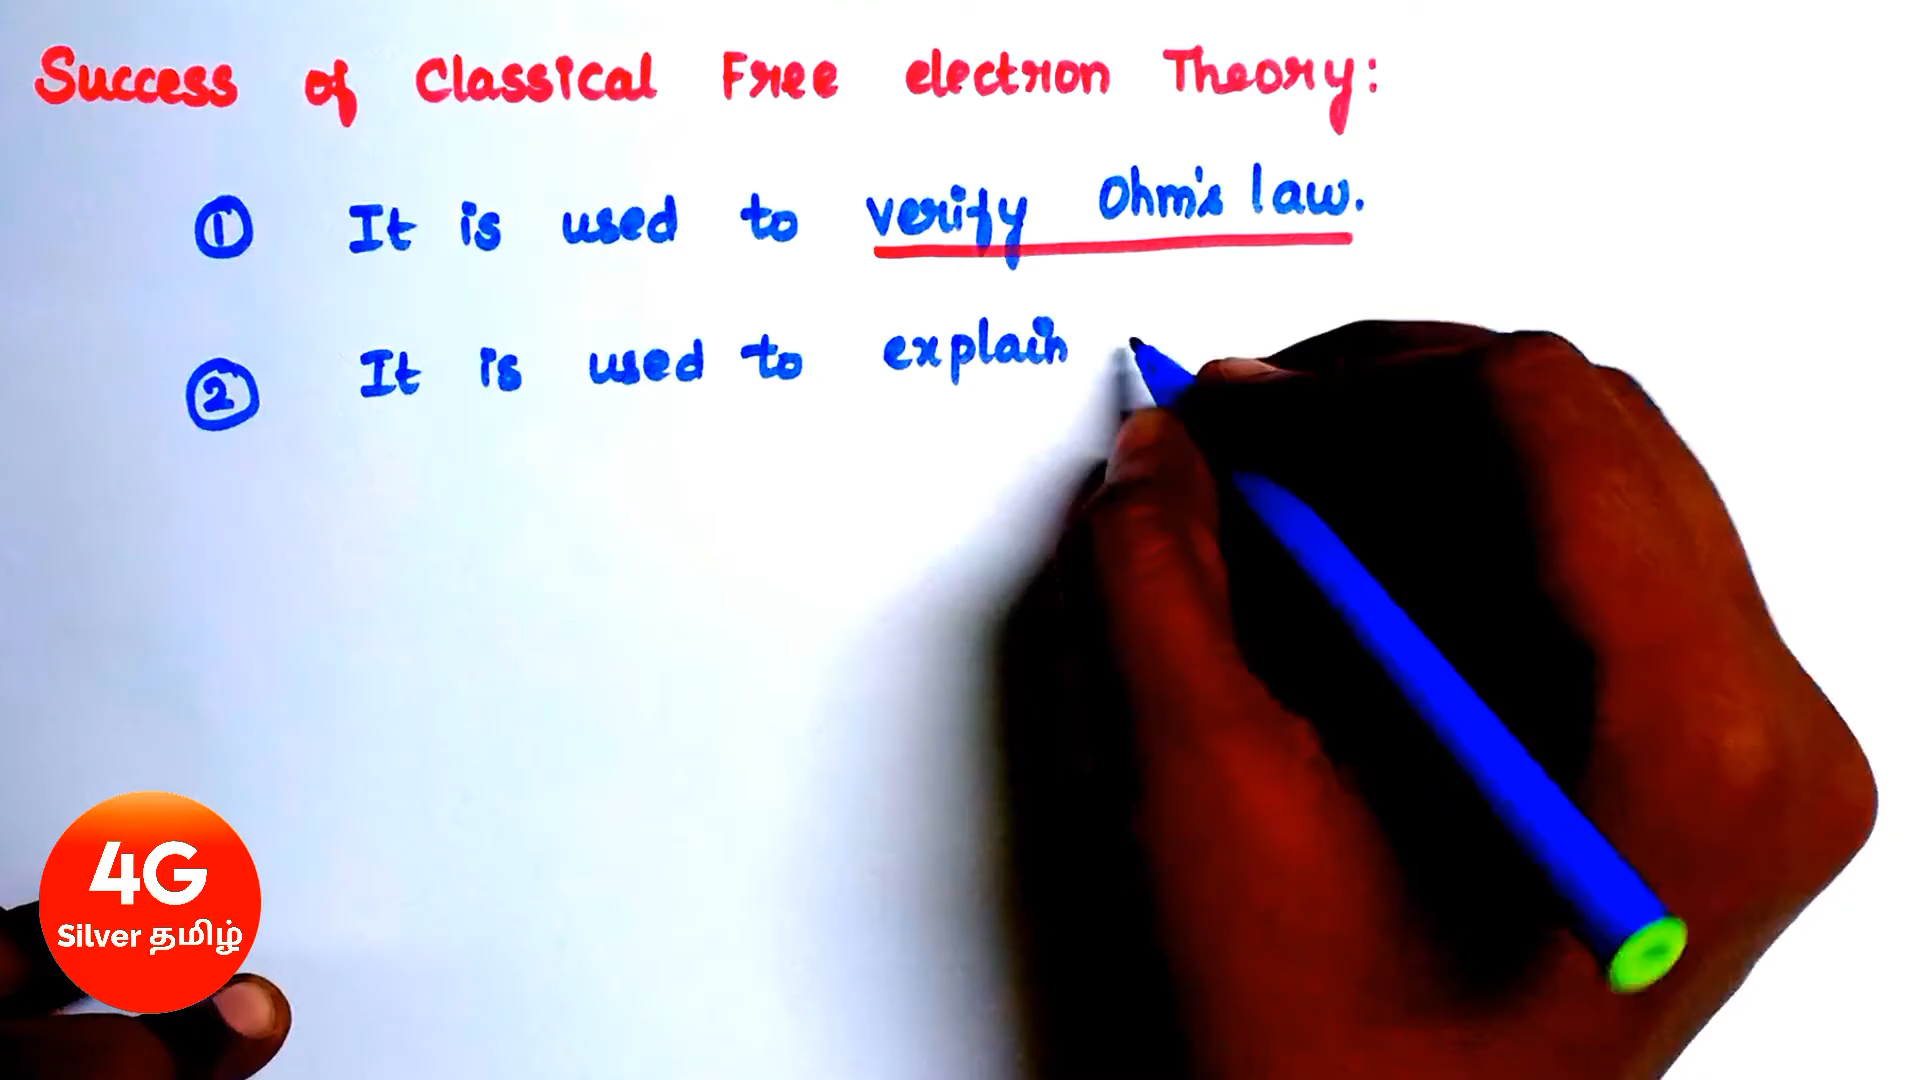 Success of Classical Free electron Theory:
① It is used to verify Ohm's law.
② It is used to explain
4G
Silver தமிழ்